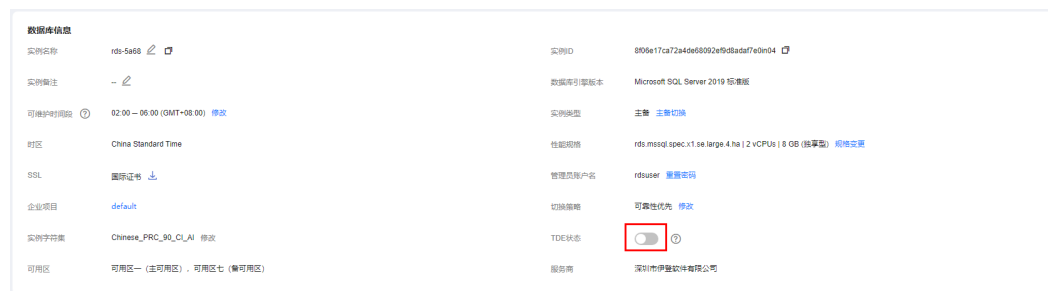 数据库信息
实例名称 rds-5a68 实例ID 8f06e17ca72a4de68092ef9d8adaf7e0in04
实例备注 -- 数据库引擎版本 Microsoft SQL Server 2019 标准版
可维护时间段 02:00 — 06:00 (GMT+08:00) 修改 实例类型 主备 主备切换
时区 China Standard Time 性能规格 rds.mssql.spec.x1.se.large.4.ha | 2 vCPUs | 8 GB (独享型) 规格变更
SSL 国际证书 管理员账户名 rdsuser 重置密码
企业项目 default 切换策略 可靠性优先 修改
实例字符集 Chinese_PRC_90_CI_AI 修改 TDE状态
可用区 可用区一（主可用区）, 可用区七（备可用区） 服务商 深圳市伊登软件有限公司